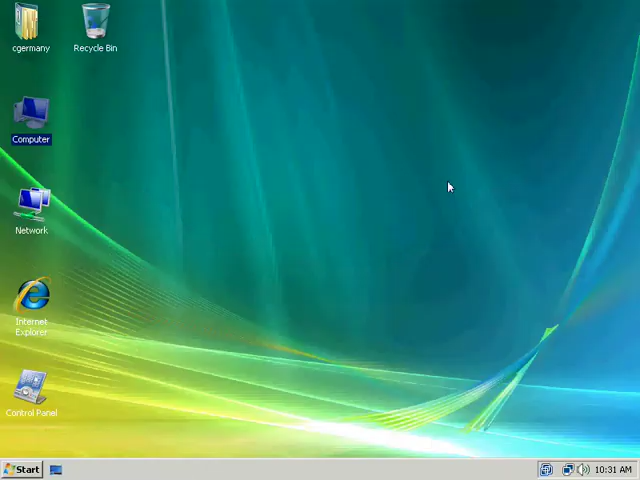 cgermany
Recycle Bin
Computer
Network
Internet
Explorer
Control Panel
Start
10:31 AM